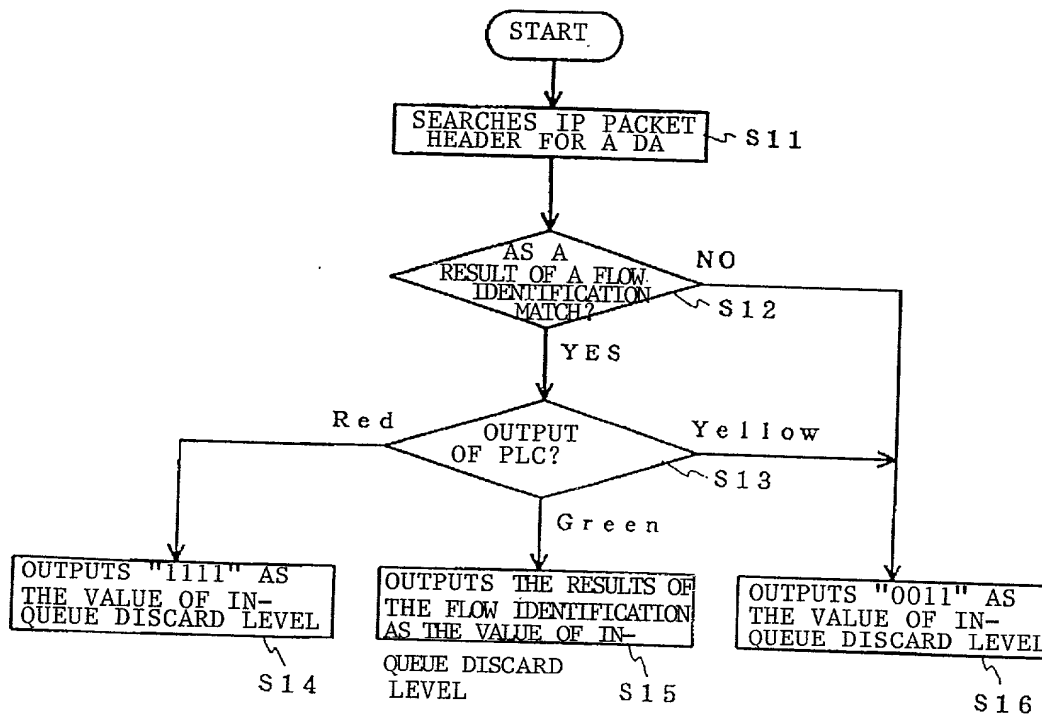 START
SEARCHES IP PACKET
HEADER FOR A DA
S11
AS A
RESULT OF A FLOW
IDENTIFICATION
MATCH?
NO
S12
YES
Red
OUTPUT
OF PLC?
Yellow
S13
Green
OUTPUTS "1111" AS
THE VALUE OF IN-
QUEUE DISCARD LEVEL
S14
OUTPUTS THE RESULTS OF
THE FLOW IDENTIFICATION
AS THE VALUE OF IN-
QUEUE DISCARD
LEVEL
S15
OUTPUTS "0011" AS
THE VALUE OF IN-
QUEUE DISCARD LEVEL
S16